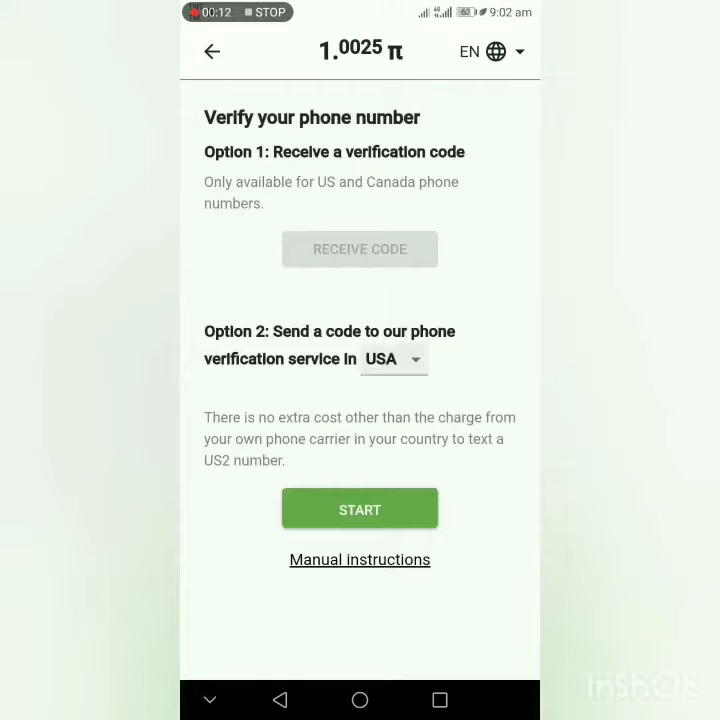 00:12 STOP 63 9:02 am
1.0025 π EN
Verify your phone number
Option 1: Receive a verification code
Only available for US and Canada phone
numbers.
RECEIVE CODE
Option 2: Send a code to our phone
verification service in USA
There is no extra cost other than the charge from
your own phone carrier in your country to text a
US2 number.
START
Manual instructions
InShOt